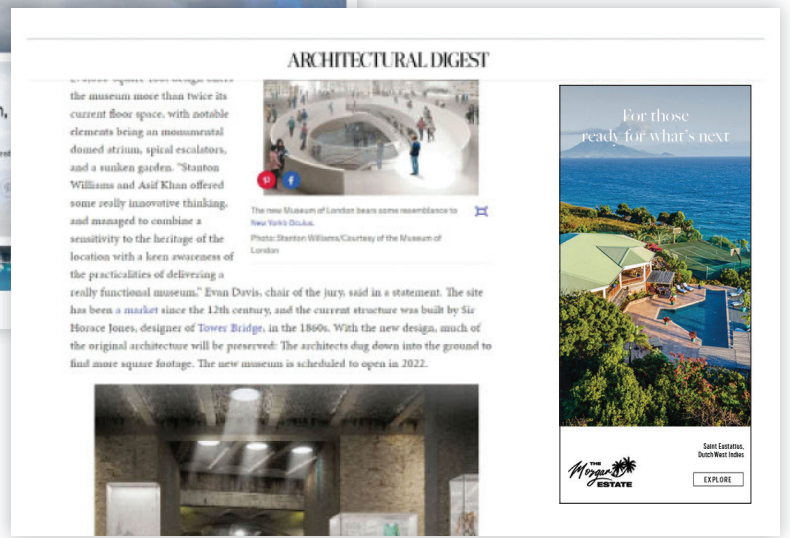 ARCHITECTURAL DIGEST
the museum more than twice its
current floor space, with notable
elements being an monumental
domed atrium, spiral escalators,
and a sunken garden. "Stanton
Williams and Asif Khan offered
some really innovative thinking,
and managed to combine a
sensitivity to the heritage of the
location with a keen awareness of
the practicalities of delivering a
really functional museum," Evan Davis, chair of the jury, said in a statement. The site
has been a market since the 12th century, and the current structure was built by Sir
Horace Jones, designer of Tower Bridge, in the 1860s. With the new design, much of
the original architecture will be preserved: The architects dug down into the ground to
find more square footage. The new museum is scheduled to open in 2022.
The new Museum of London bears some resemblance to
New York's Oculus.
Photo: Stanton Williams/Courtesy of the Museum of
London
For those
ready for what's next
THE
Morgan
ESTATE
Saint Eustatius,
Dutch West Indies
EXPLORE